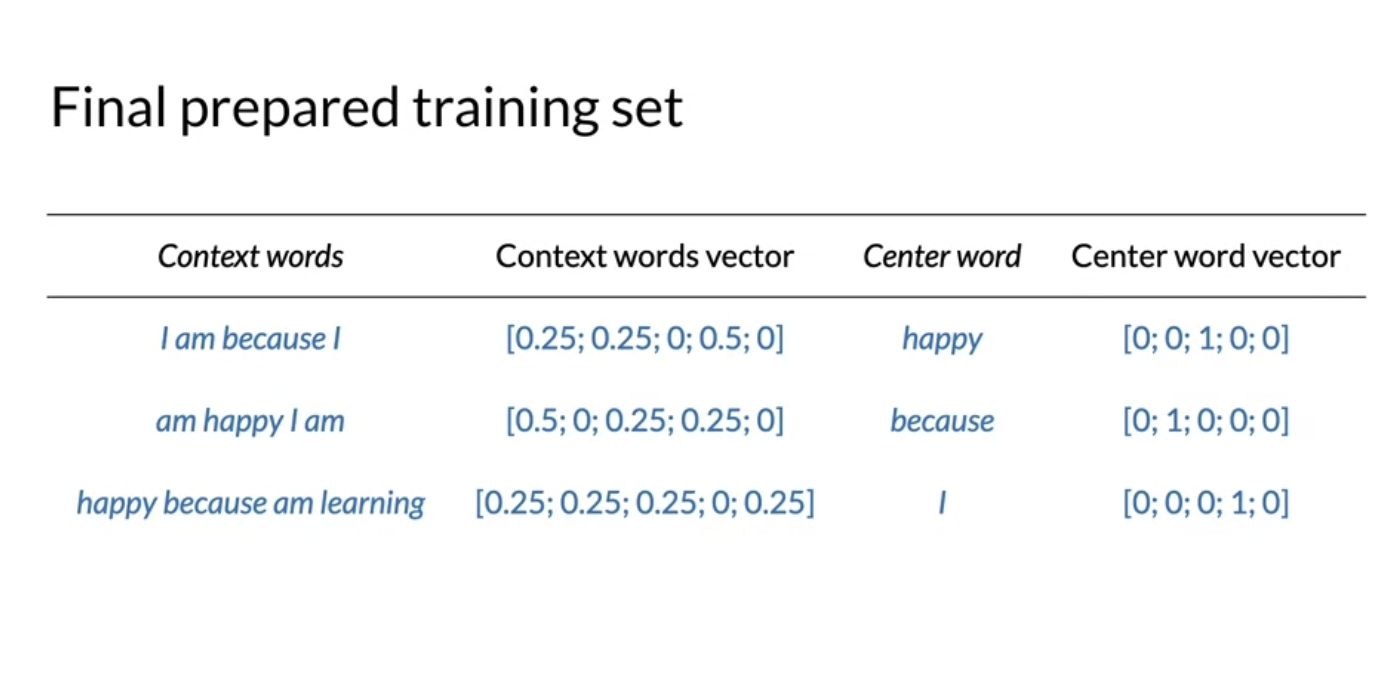 Final prepared training set
Context words Context words vector Center word Center word vector
I am because I [0.25; 0.25; 0; 0.5; 0] happy [0; 0; 1; 0; 0]
am happy I am [0.5; 0; 0.25; 0.25; 0] because [0; 1; 0; 0; 0]
happy because am learning [0.25; 0.25; 0.25; 0; 0.25] I [0; 0; 0; 1; 0]